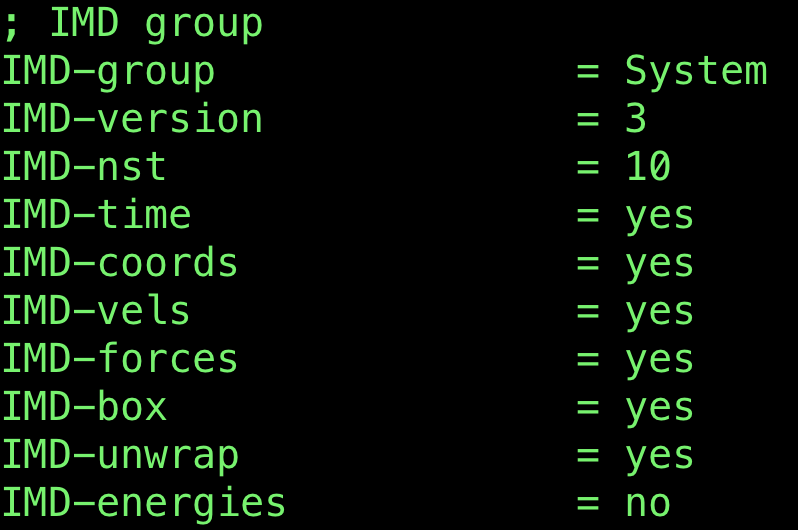 ; IMD group
IMD-group = System
IMD-version = 3
IMD-nst = 10
IMD-time = yes
IMD-coords = yes
IMD-vels = yes
IMD-forces = yes
IMD-box = yes
IMD-unwrap = yes
IMD-energies = no